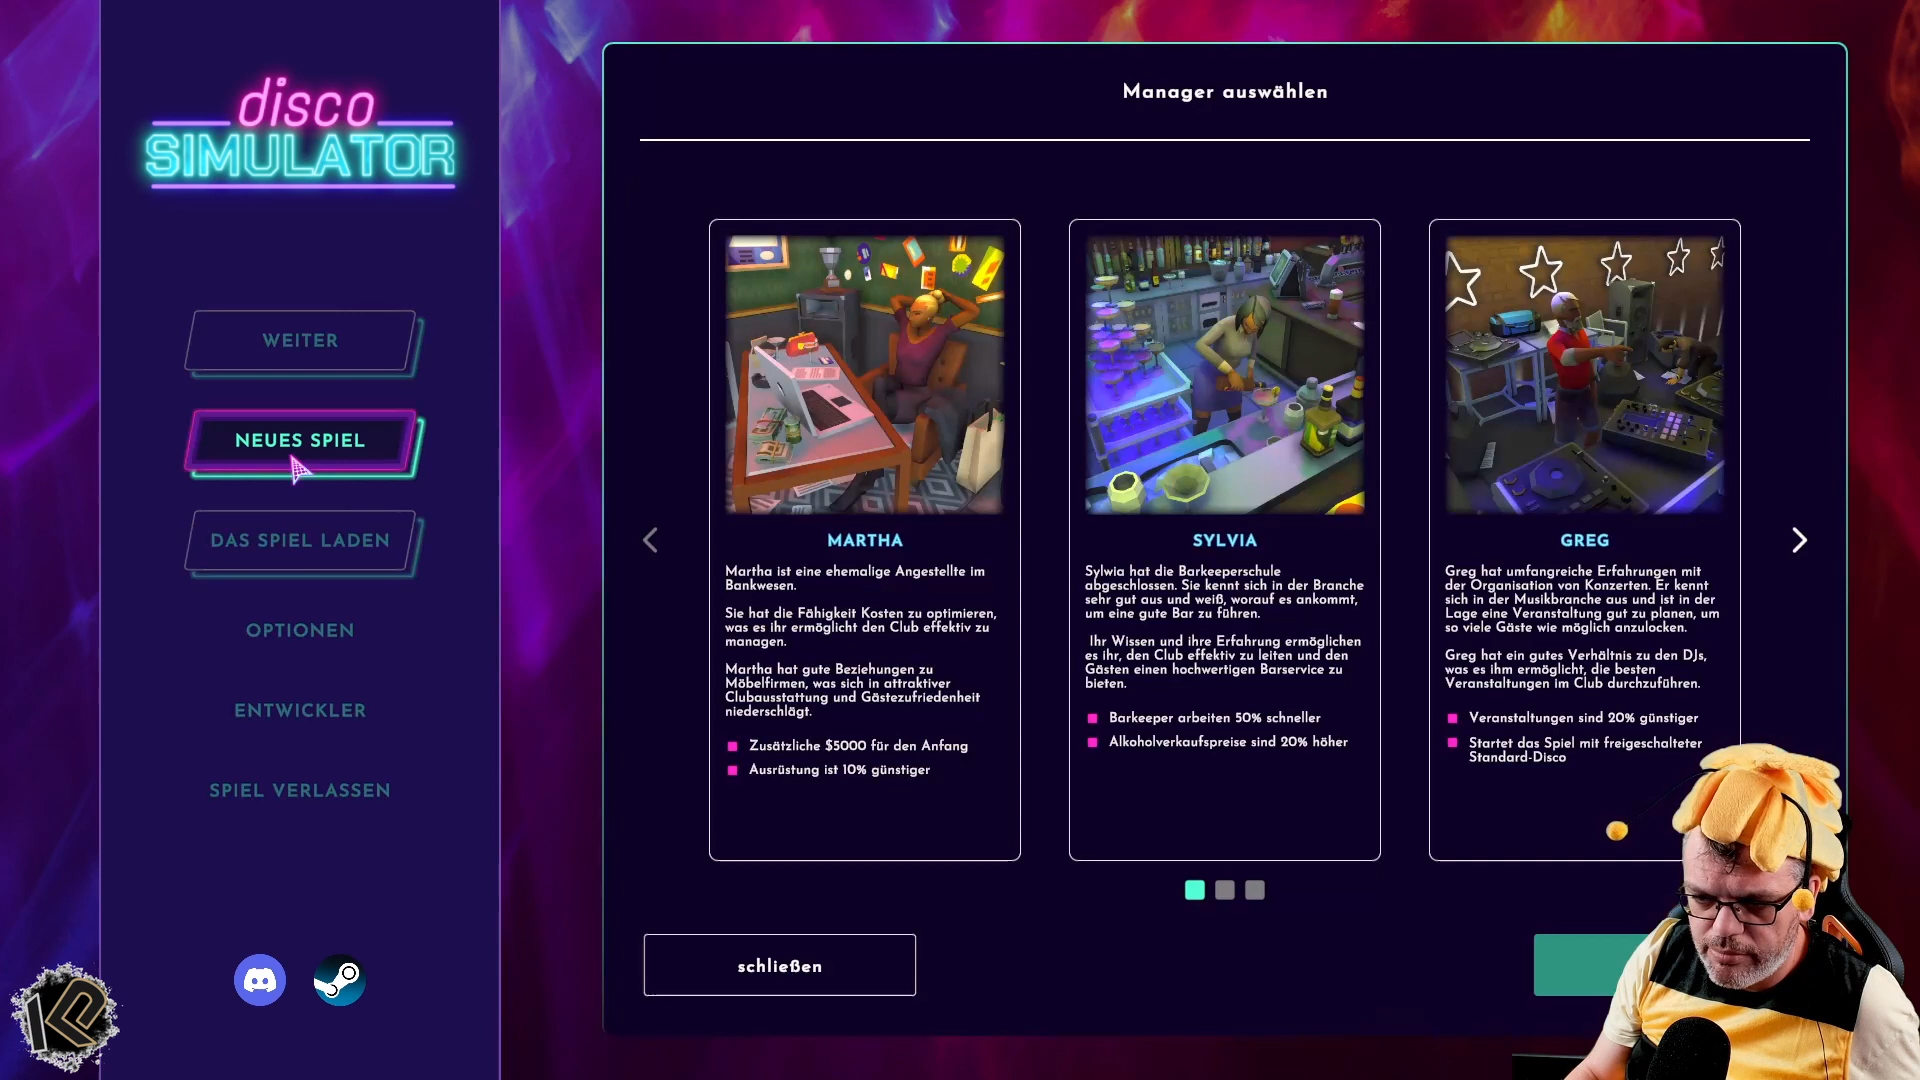 disco
SIMULATOR
WEITER
NEUES SPIEL
DAS SPIEL LADEN
OPTIONEN
ENTWICKLER
SPIEL VERLASSEN
Manager auswählen
MARTHA
Martha ist eine ehemalige Angestellte im
Bankwesen.
Sie hat die Fähigkeit Kosten zu optimieren,
was es ihr ermöglicht den Club effektiv zu
managen.
Martha hat gute Beziehungen zu
Möbelfirmen, was sich in attraktiver
Clubausstattung und Gästezufriedenheit
niederschlägt.
Zusätzliche $5000 für den Anfang
Ausrüstung ist 10% günstiger
SYLVIA
Sylwia hat die Barkeeperschule
abgeschlossen. Sie kennt sich in der Branche
sehr gut aus und weiß, worauf es ankommt,
um eine gute Bar zu führen.
Ihr Wissen und ihre Erfahrung ermöglichen
es ihr, den Club effektiv zu leiten und den
Gästen einen hochwertigen Barservice zu
bieten.
Barkeeper arbeiten 50% schneller
Alkoholverkaufspreise sind 20% höher
GREG
Greg hat umfangreiche Erfahrungen mit
der Organisation von Konzerten. Er kennt
sich in der Musikbranche aus und ist in der
Lage eine Veranstaltung gut zu planen, um
so viele Gäste wie möglich anzulocken.
Greg hat ein gutes Verhältnis zu den DJs,
was es ihm ermöglicht, die besten
Veranstaltungen im Club durchzuführen.
Veranstaltungen sind 20% günstiger
Startet das Spiel mit freigeschalteter
Standard-Disco
schließen